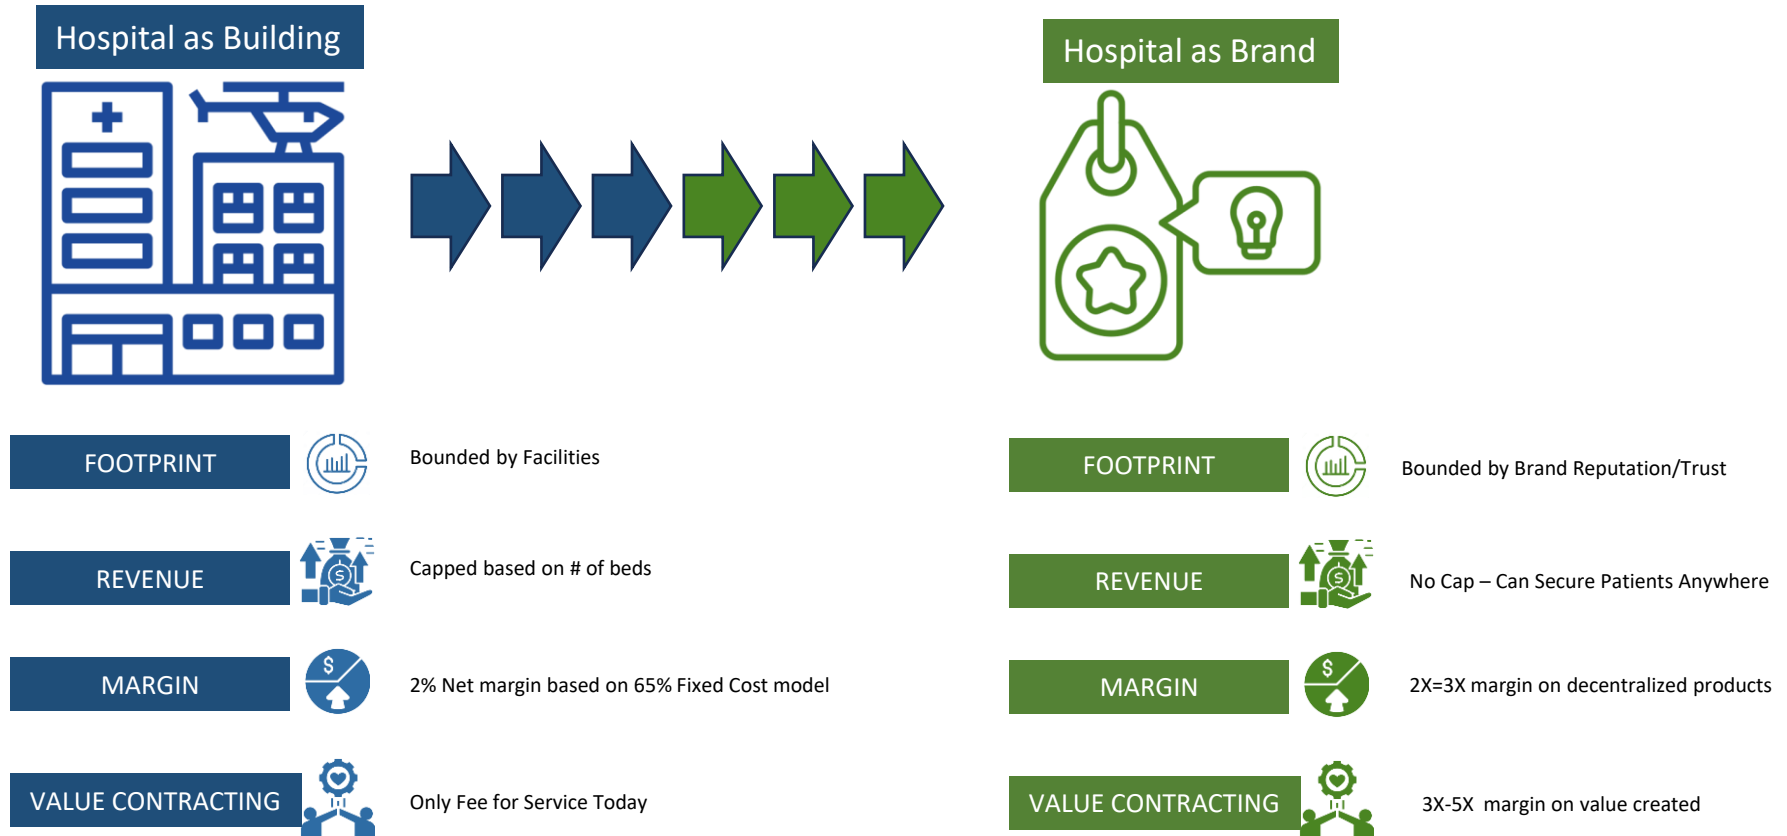 Hospital as Building
Hospital as Brand
FOOTPRINT
Bounded by Facilities
FOOTPRINT
Bounded by Brand Reputation/Trust
REVENUE
Capped based on # of beds
REVENUE
No Cap – Can Secure Patients Anywhere
MARGIN
$
2% Net margin based on 65% Fixed Cost model
MARGIN
$
2X=3X margin on decentralized products
VALUE CONTRACTING
Only Fee for Service Today
VALUE CONTRACTING
3X-5X margin on value created